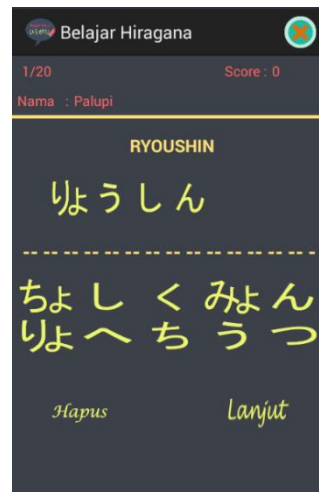 Belajar Hiragana
1/20 Score : 0
Nama : Palupi
RYOUSHIN
りょうしん
ちょ し く みょ ん
りょ へ ち う つ
Hapus Lanjut